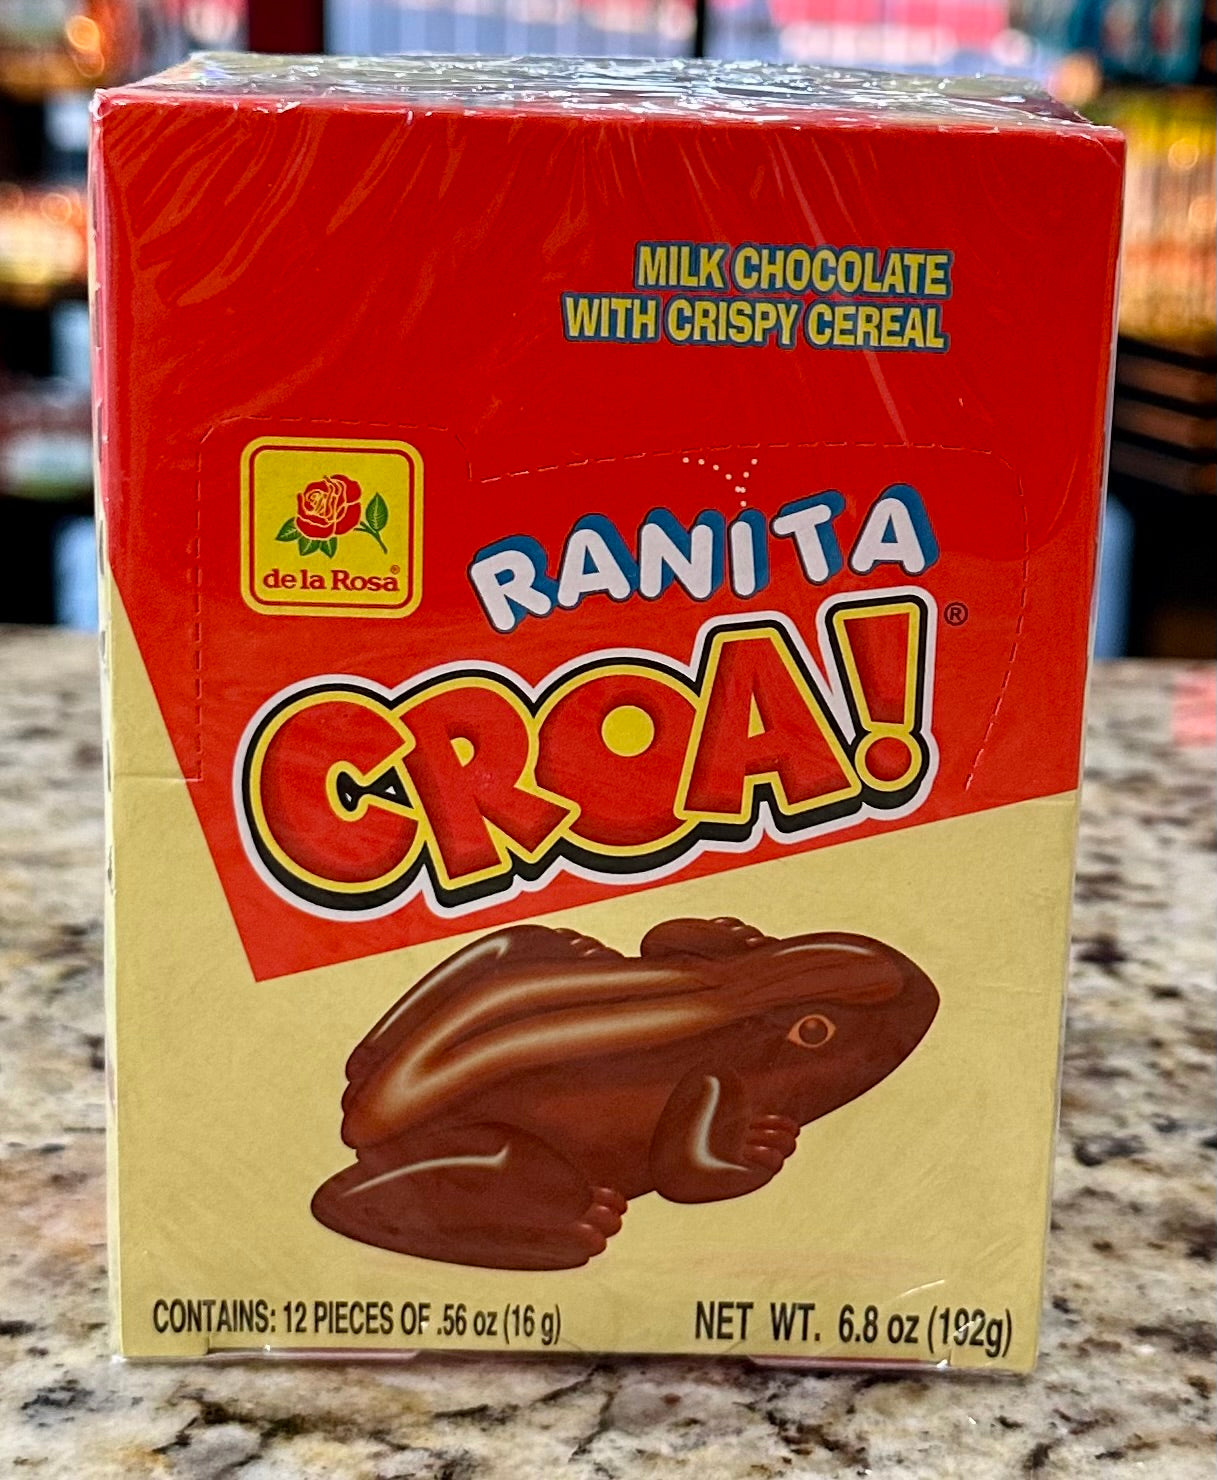 MILK CHOCOLATE
WITH CRISPY CEREAL
de la Rosa®
RANITA
CROA!®
CONTAINS: 12 PIECES OF .56 oz (16 g)
NET WT. 6.8 oz (192g)